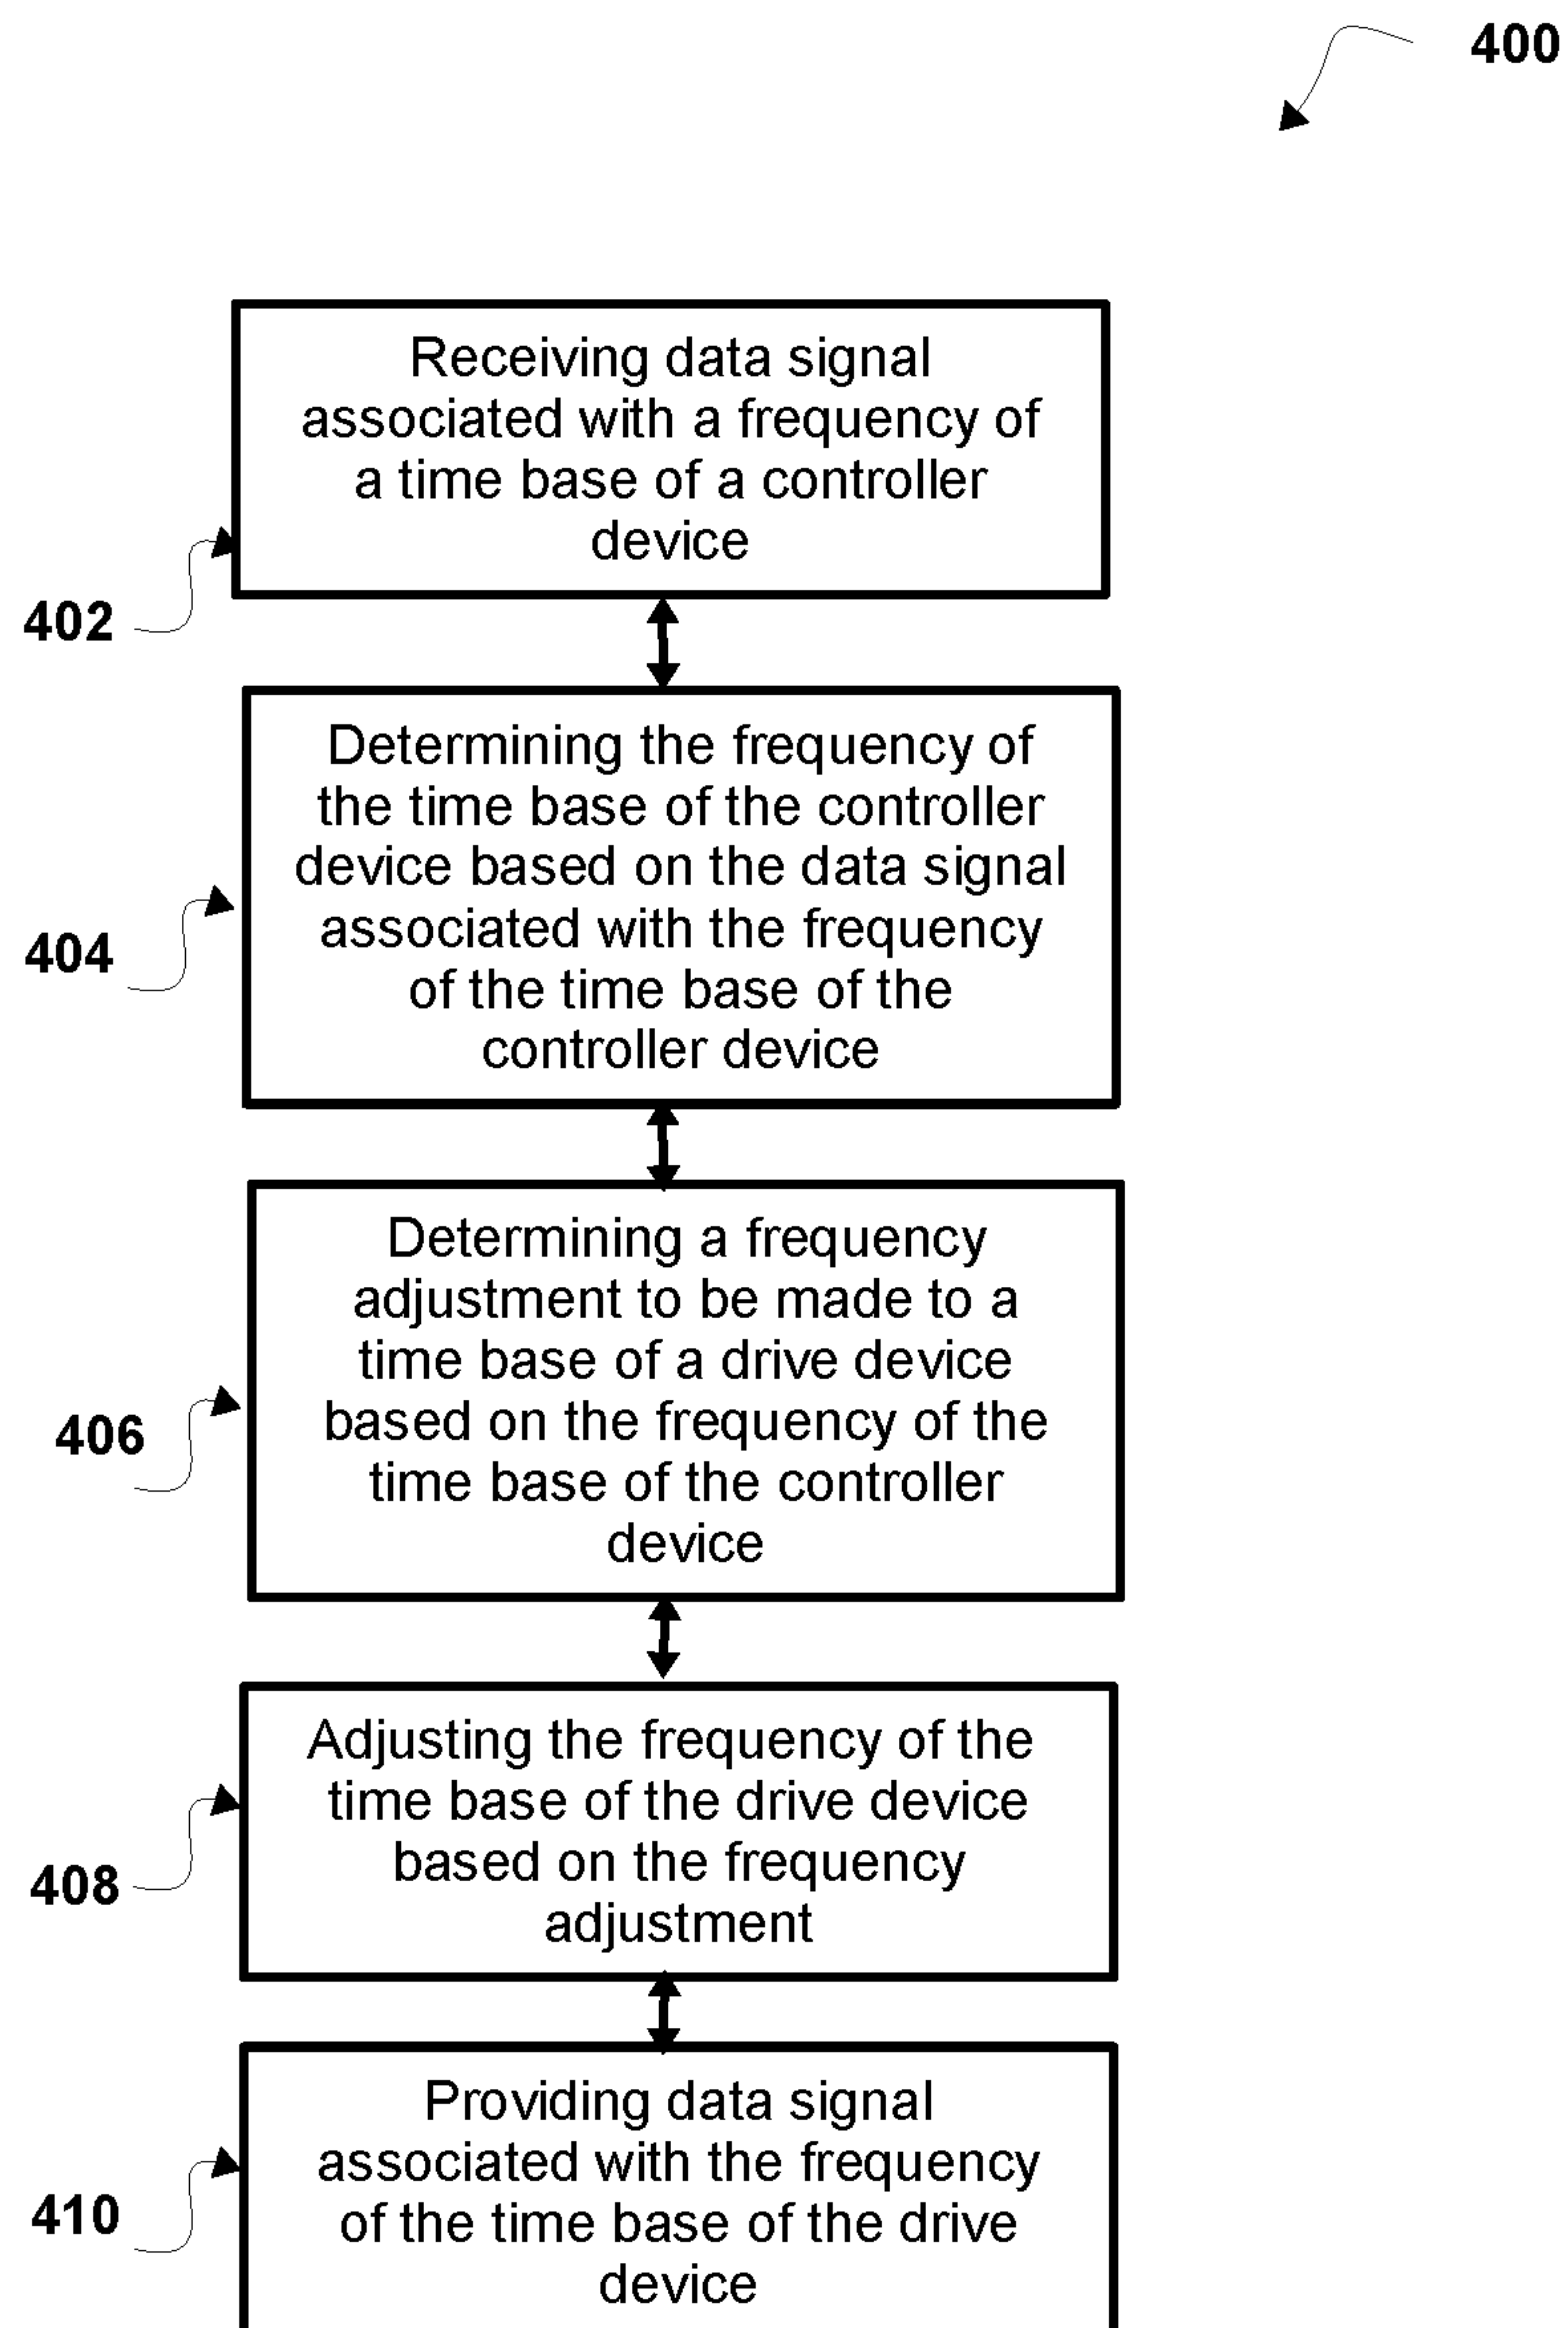 400
Receiving data signal
associated with a frequency of
a time base of a controller
device
402
Determining the frequency of
the time base of the controller
device based on the data signal
associated with the frequency
of the time base of the
controller device
404
Determining a frequency
adjustment to be made to a
time base of a drive device
based on the frequency of the
time base of the controller
device
406
Adjusting the frequency of the
time base of the drive device
based on the frequency
adjustment
408
Providing data signal
associated with the frequency
of the time base of the drive
device
410